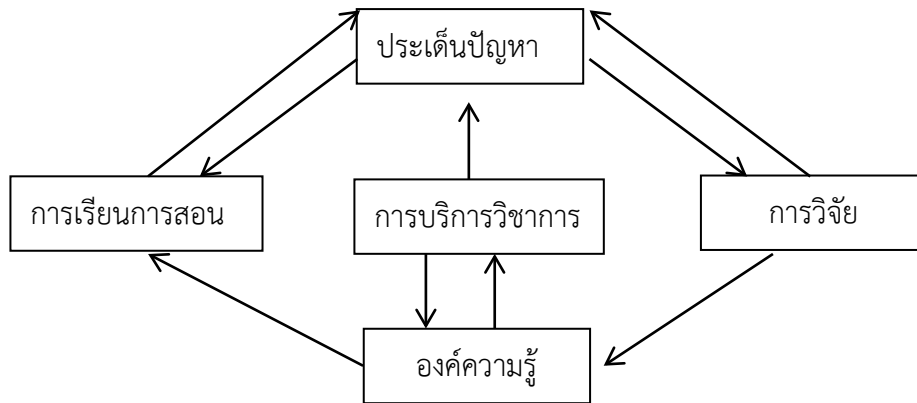 ประเด็นปัญหา
การเรียนการสอน
การบริการวิชาการ
การวิจัย
องค์ความรู้